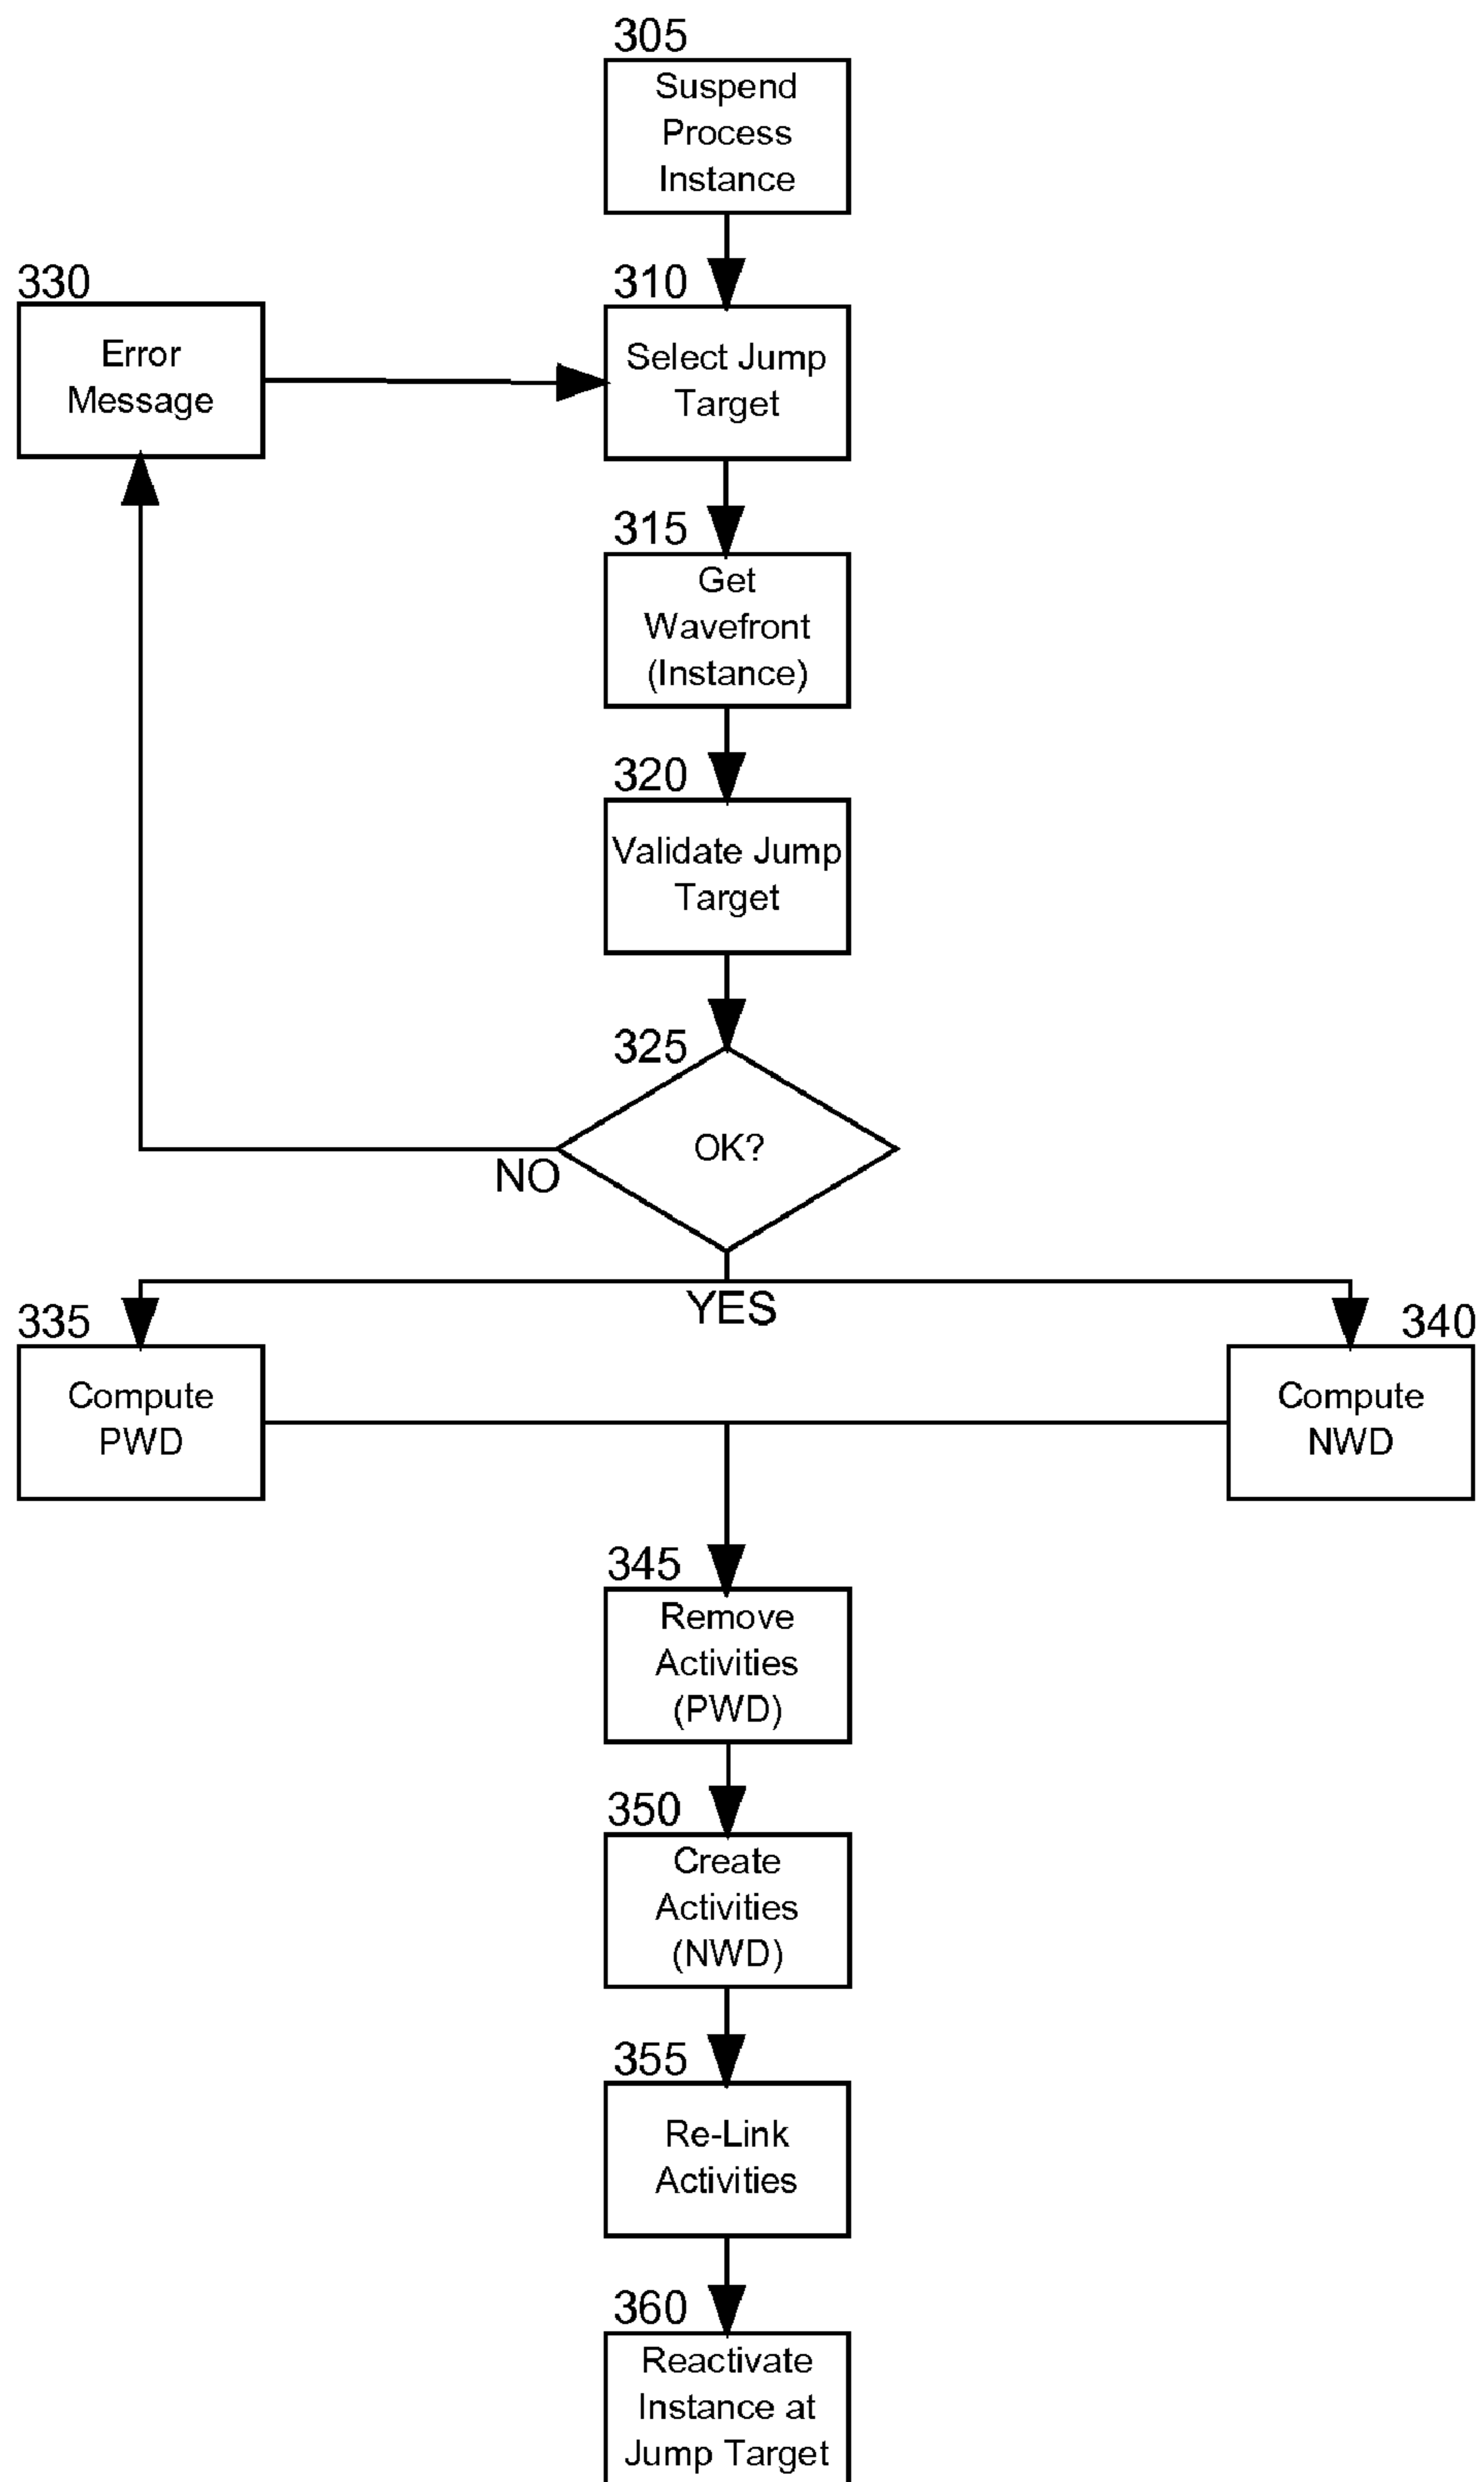 305
Suspend
Process
Instance
330
Error
Message
310
Select Jump
Target
315
Get
Wavefront
(Instance)
320
Validate Jump
Target
325
OK?
NO
YES
335
Compute
PWD
340
Compute
NWD
345
Remove
Activities
(PWD)
350
Create
Activities
(NWD)
355
Re-Link
Activities
360
Reactivate
Instance at
Jump Target